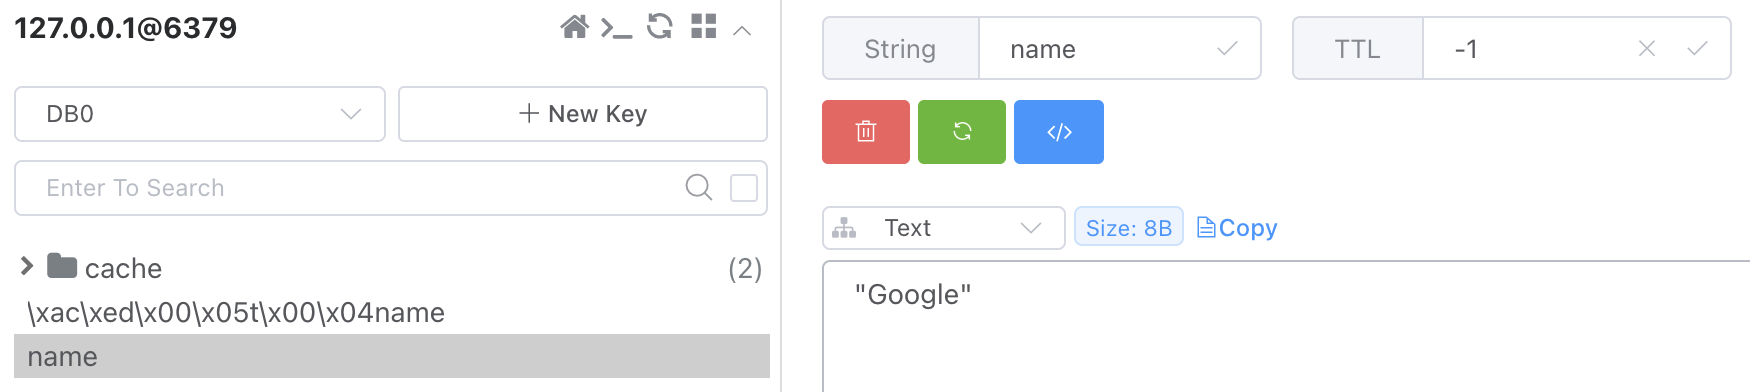 127.0.0.1@6379
DB0
+ New Key
Enter To Search
cache (2)
\xac\xed\x00\x05t\x00\x04name
name
String name
TTL -1
Text
Size: 8B
Copy
"Google"